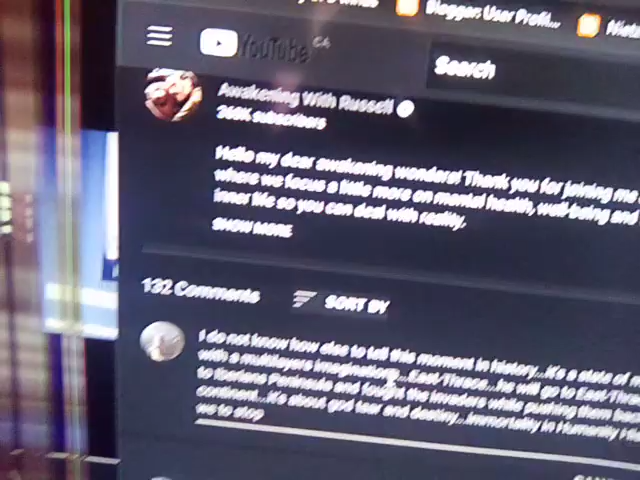 Blogger: User Profil...
YouTube CA
Search
Awakening With Russell
subscribers
Hello my dear awakening wonders! Thank you for joining me
where we focus a little more on mental health, well-being and
inner life so you can deal with reality,
SHOW MORE
132 Comments
SORT BY
I do not know how else to tell this moment in history...it's a state of
with a multilayers imaginations...East-Thrace...he will go to East-Thrac
to Iberians Peninsula and fought the invaders while pushing them
continent...it's about god fear and destiny...immortality in Humanity
we to stop